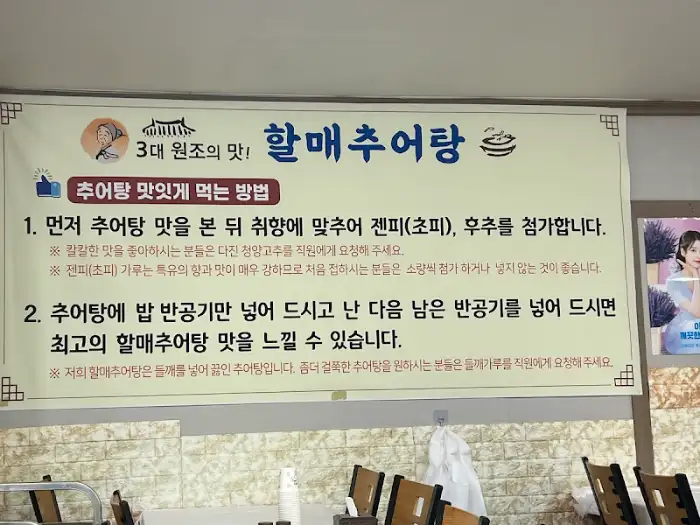 3대 원조의 맛! 할매추어탕
추어탕 맛있게 먹는 방법
1. 먼저 추어탕 맛을 본 뒤 취향에 맞추어 젠피(초피), 후추를 첨가합니다.
※ 칼칼한 맛을 좋아하시는 분들은 다진 청양고추를 직원에게 요청해 주세요.
※ 젠피(초피) 가루는 특유의 향과 맛이 매우 강하므로 처음 접하시는 분들은 소량씩 첨가 하거나 넣지 않는 것이 좋습니다.
2. 추어탕에 밥 반공기만 넣어 드시고 난 다음 남은 반공기를 넣어 드시면
최고의 할매추어탕 맛을 느낄 수 있습니다.
※ 저희 할매추어탕은 들깨를 넣어 끓인 추어탕입니다. 좀더 걸쭉한 추어탕을 원하시는 분들은 들깨가루를 직원에게 요청해 주세요.